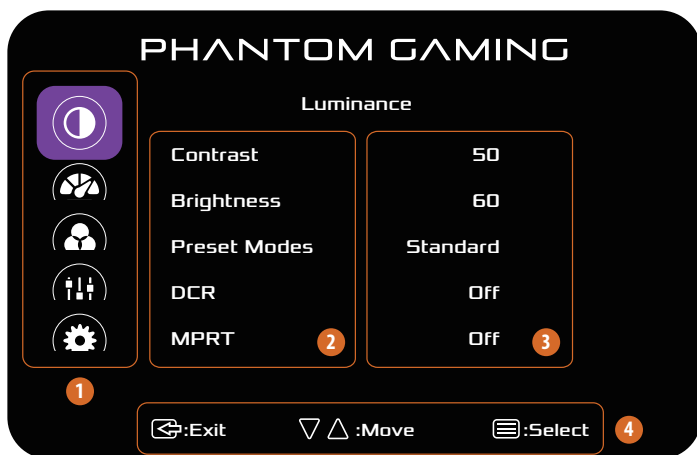 PHANTOM GAMING
Luminance
Contrast 50
Brightness 60
Preset Modes Standard
DCR Off
MPRT Off
2 3
1
:Exit :Move :Select 4